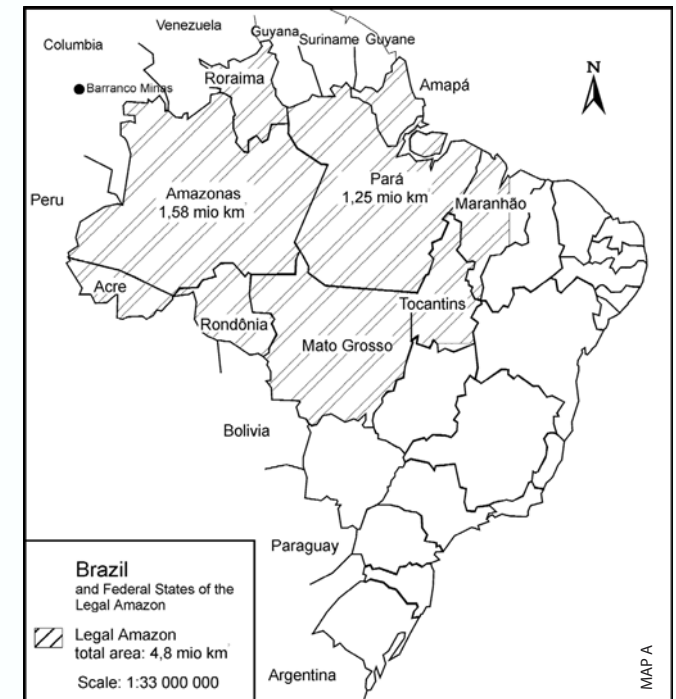 Venezuela
Columbia
Guyana
Suriname
Guyane
N
Barranco Minas
Roraima
Amapá
Peru
Amazonas
1,58 mio km
Pará
1,25 mio km
Maranhão
Acre
Rondônia
Tocantins
Mato Grosso
Bolivia
Paraguay
Argentina
Brazil
and Federal States of the
Legal Amazon
Legal Amazon
total area: 4,8 mio km
Scale: 1:33 000 000
MAP A